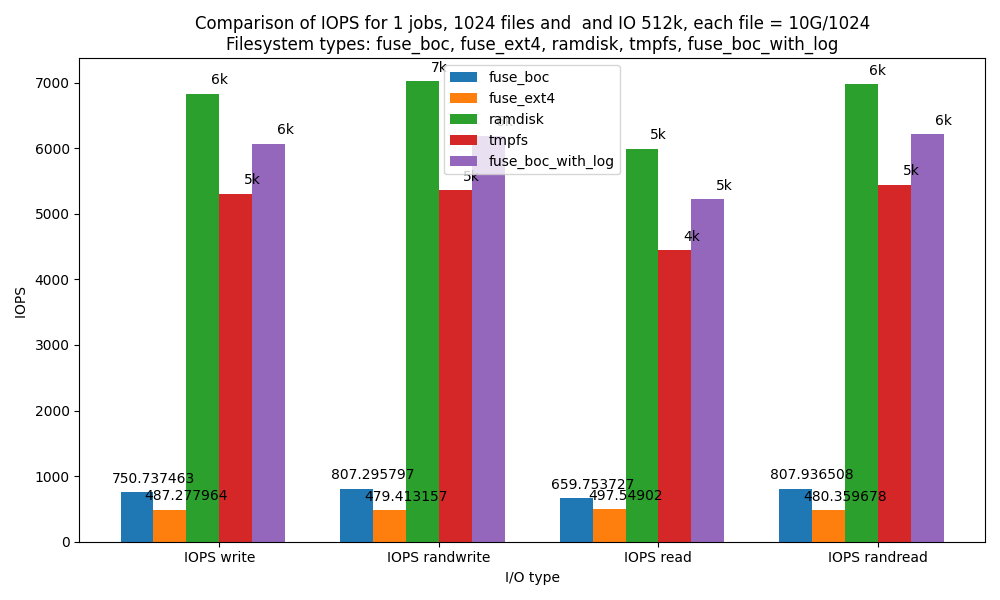 Comparison of IOPS for 1 jobs, 1024 files and  and IO 512k, each file = 10G/1024
Filesystem types: fuse_boc, fuse_ext4, ramdisk, tmpfs, fuse_boc_with_log
IOPS
7000
6000
5000
4000
3000
2000
1000
0
fuse_boc
fuse_ext4
ramdisk
tmpfs
fuse_boc_with_log
750.737463
487.277964
6k
5k
6k
807.295797
479.413157
7k
5k
659.753727
497.54902
5k
4k
5k
807.936508
480.359678
6k
5k
6k
IOPS write
IOPS randwrite
IOPS read
IOPS randread
I/O type